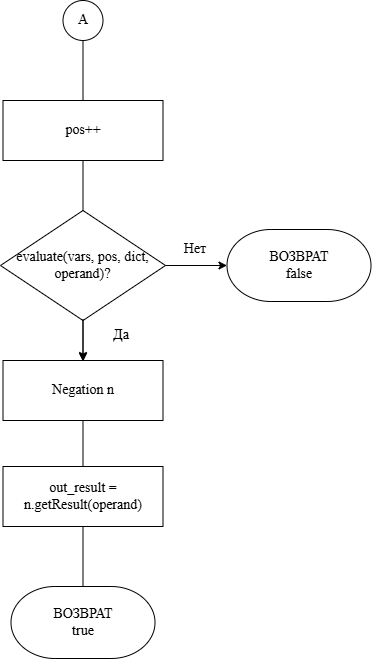 A
pos++
evaluate(vars, pos, dict,
operand)?
Нет
ВОЗВРАТ
false
Да
Negation n
out_result =
n.getResult(operand)
ВОЗВРАТ
true